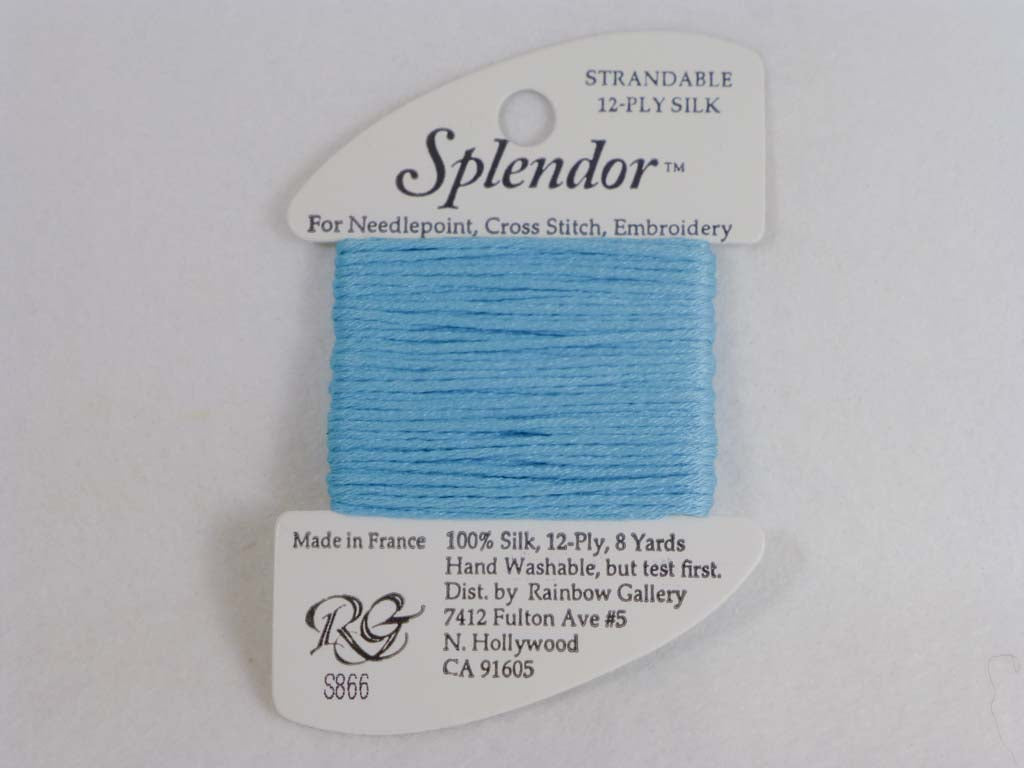 STRANDABLE
12-PLY SILK
Splendor™
For Needlepoint, Cross Stitch, Embroidery
Made in France
100% Silk, 12-Ply, 8 Yards
Hand Washable, but test first.
Dist. by Rainbow Gallery
7412 Fulton Ave #5
N. Hollywood
CA 91605
RG
S866